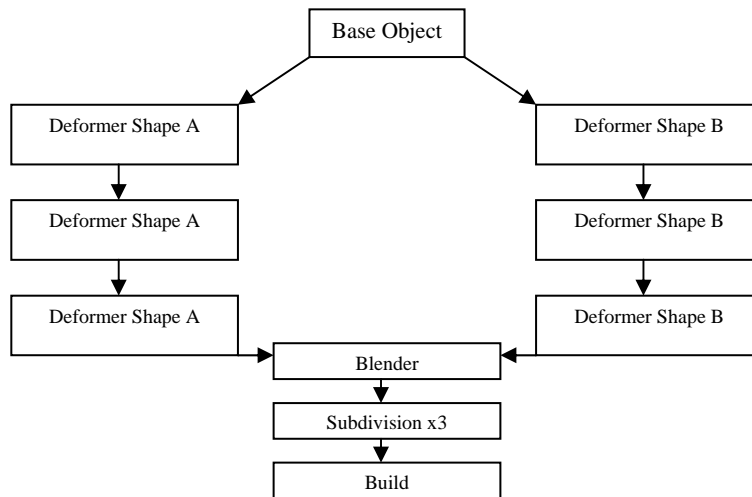 Base Object
Deformer Shape A
Deformer Shape B
Deformer Shape A
Deformer Shape B
Deformer Shape A
Deformer Shape B
Blender
Subdivision x3
Build